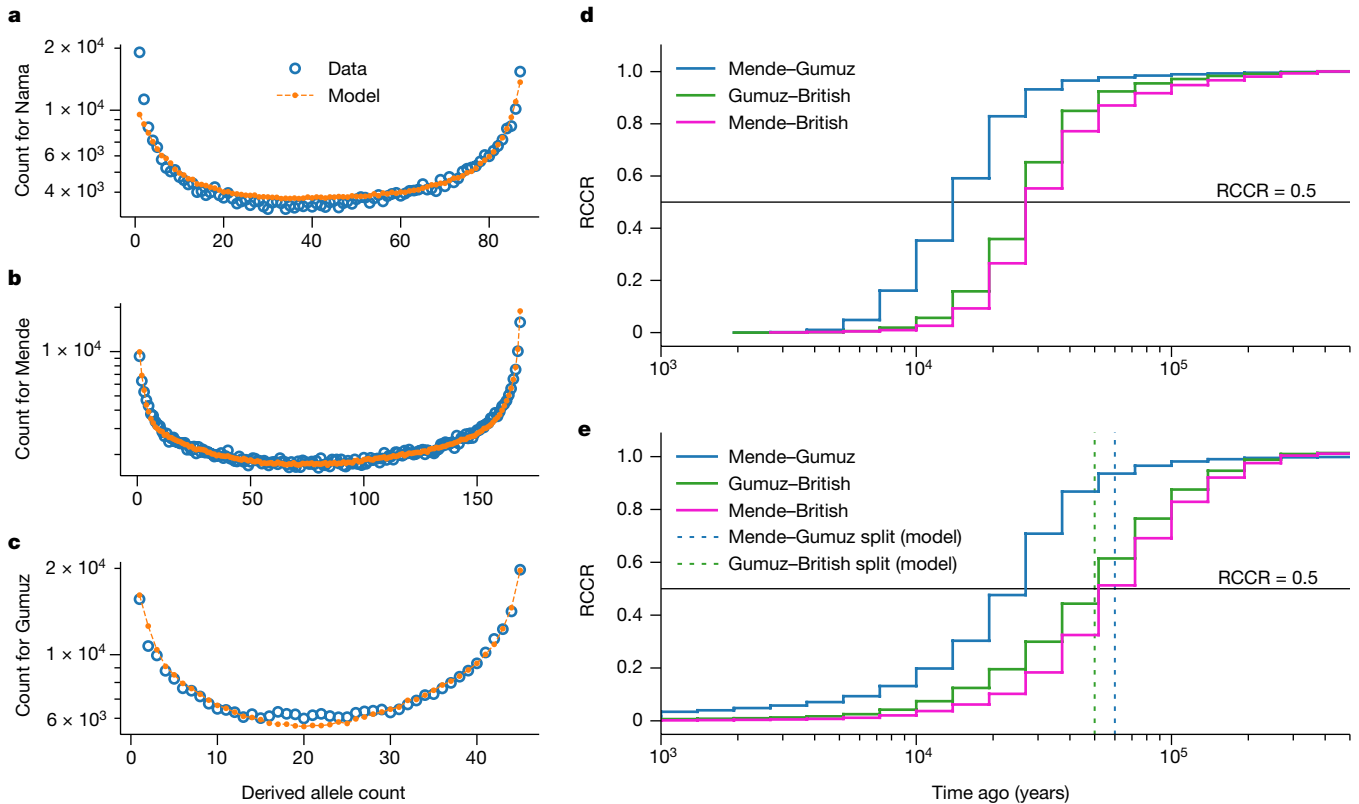 a
Count for Nama
2 × 10⁴
1 × 10⁴
6 × 10³
4 × 10³
Data
Model
0 20 40 60 80
b
Count for Mende
1 × 10⁴
0 50 100 150
c
Count for Gumuz
2 × 10⁴
1 × 10⁴
6 × 10³
0 10 20 30 40
Derived allele count
d
RCCR
1.0
0.8
0.6
0.4
0.2
0
Mende–Gumuz
Gumuz–British
Mende–British
RCCR = 0.5
10³ 10⁴ 10⁵
e
RCCR
1.0
0.8
0.6
0.4
0.2
0
Mende–Gumuz
Gumuz–British
Mende–British
Mende–Gumuz split (model)
Gumuz–British split (model)
RCCR = 0.5
10³ 10⁴ 10⁵
Time ago (years)